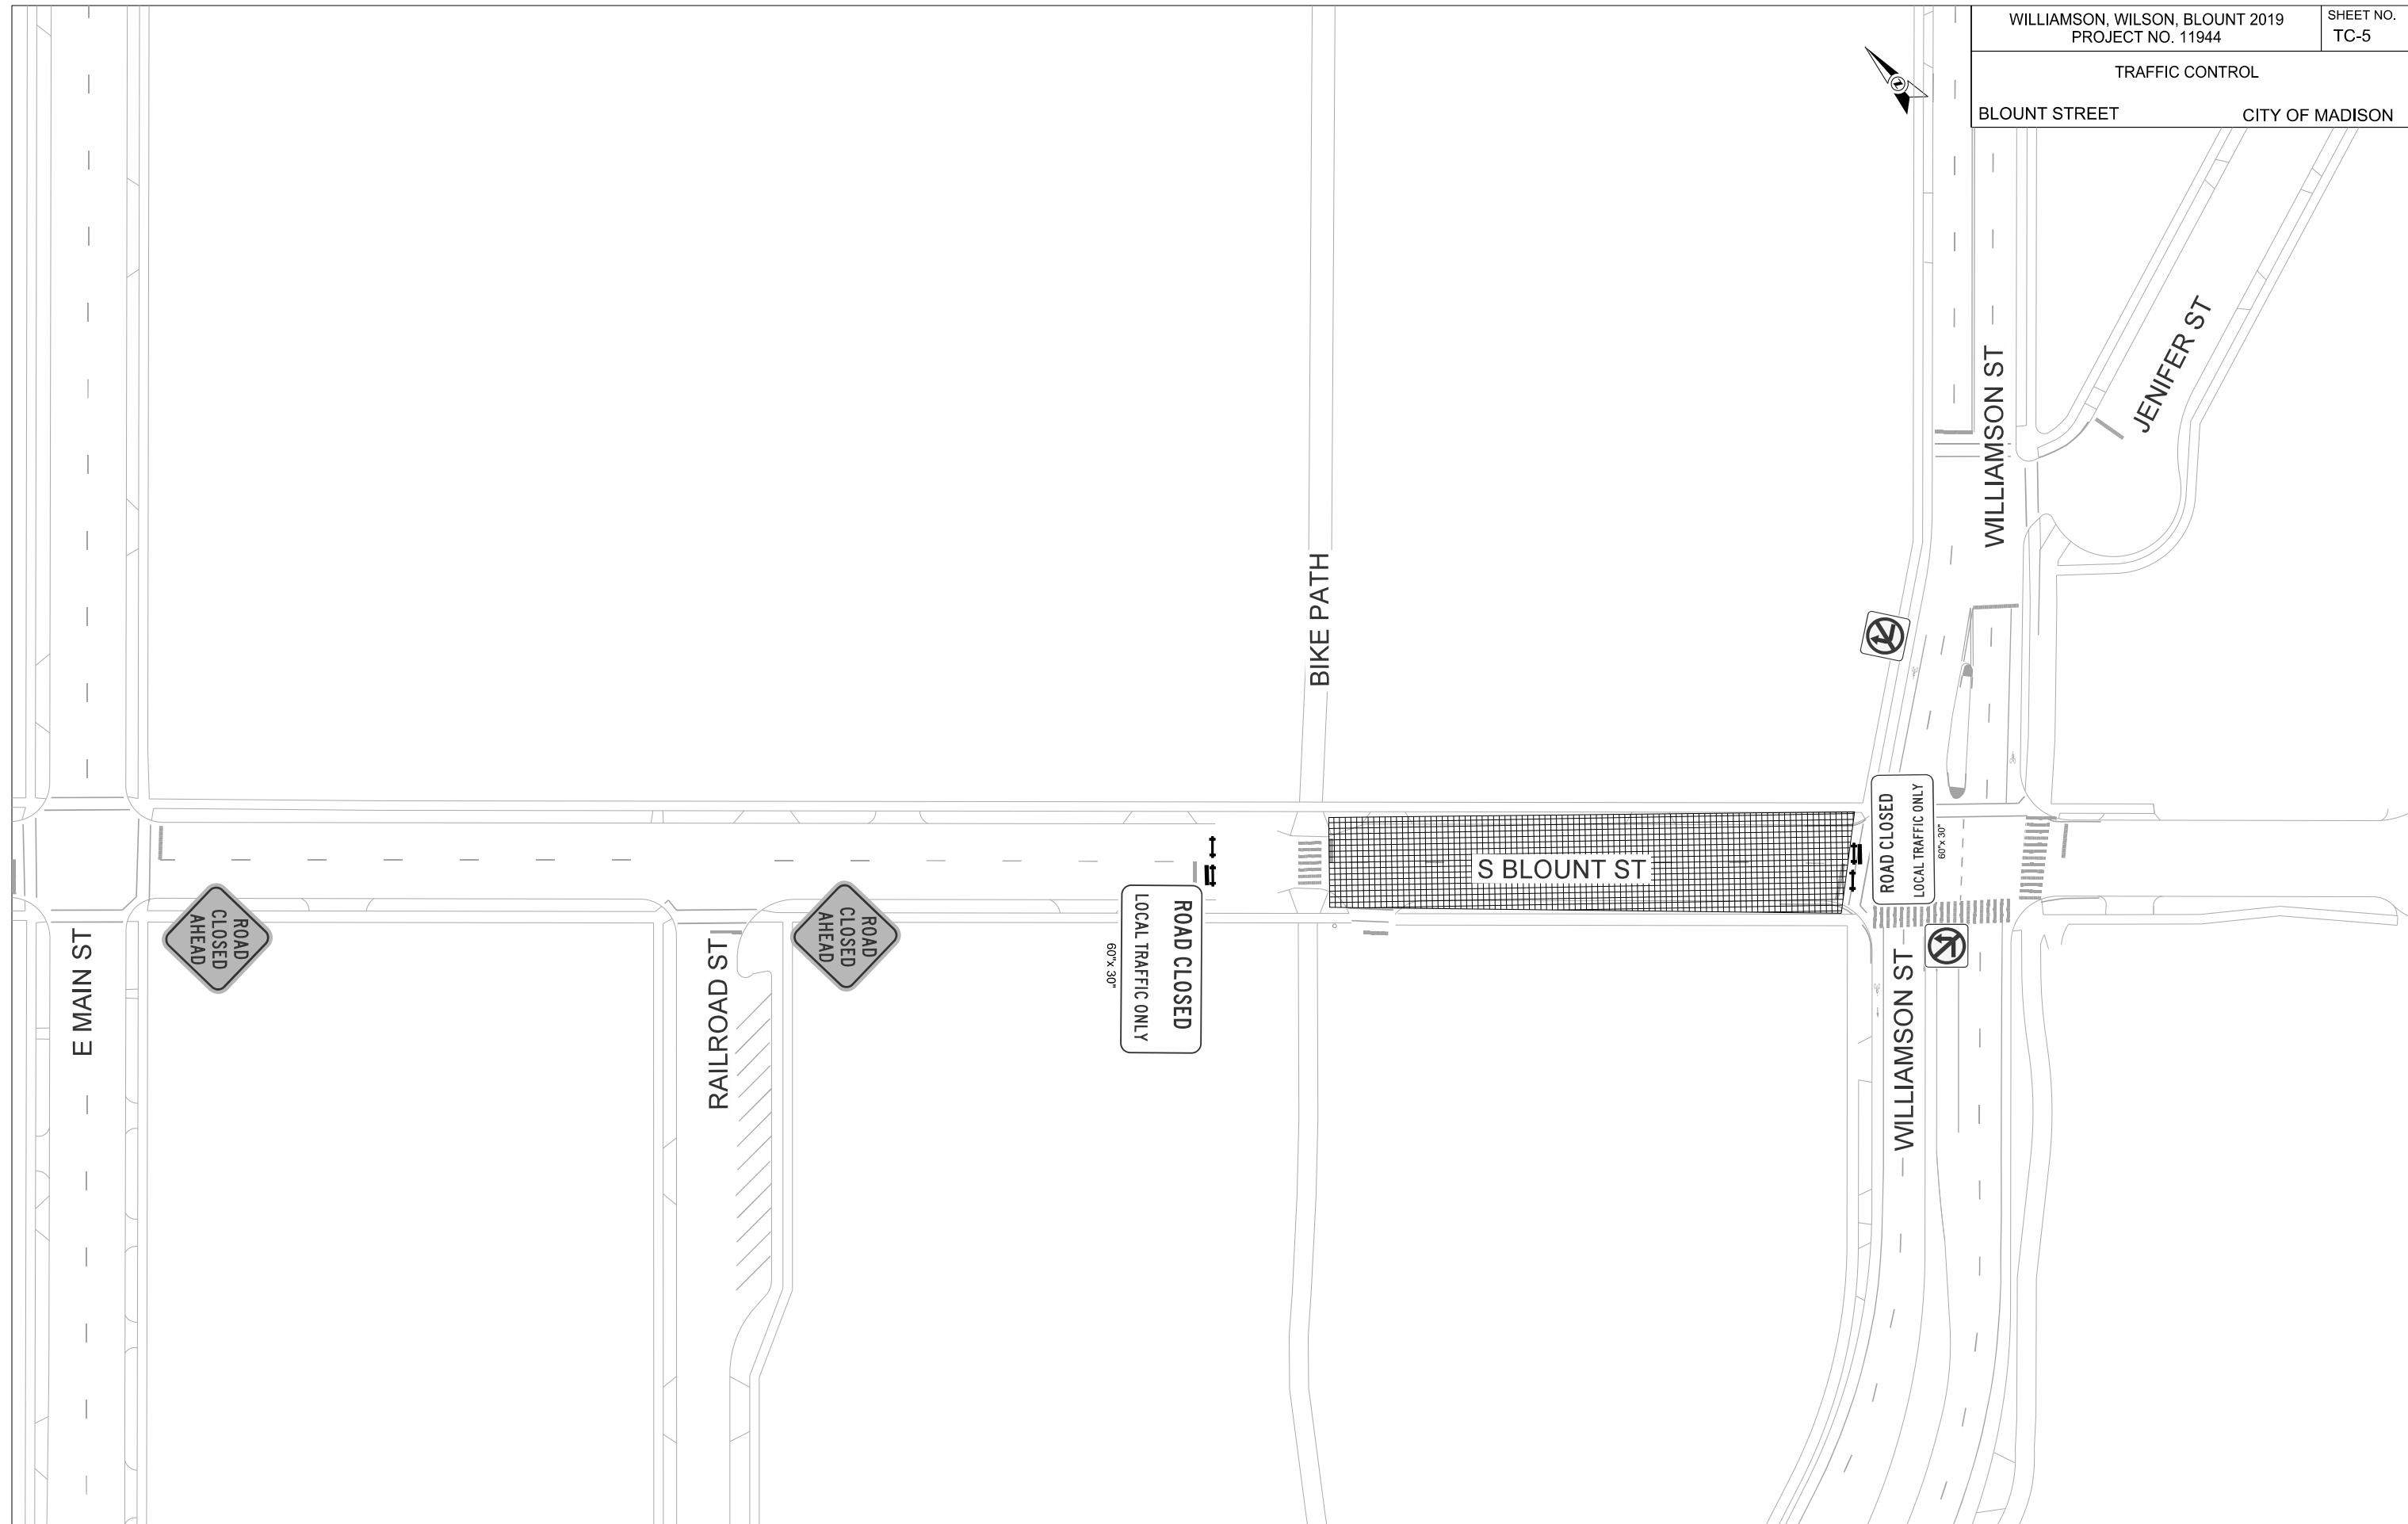 WILLIAMSON, WILSON, BLOUNT 2019
PROJECT NO. 11944
SHEET NO.
TC-5
TRAFFIC CONTROL
BLOUNT STREET
CITY OF MADISON
N
JENIFER ST
WILLIAMSON ST
BIKE PATH
S BLOUNT ST
ROAD CLOSED
LOCAL TRAFFIC ONLY
60"x 30"
E MAIN ST
ROAD
CLOSED
AHEAD
RAILROAD ST
ROAD
CLOSED
AHEAD
ROAD CLOSED
LOCAL TRAFFIC ONLY
60"x 30"
WILLIAMSON ST